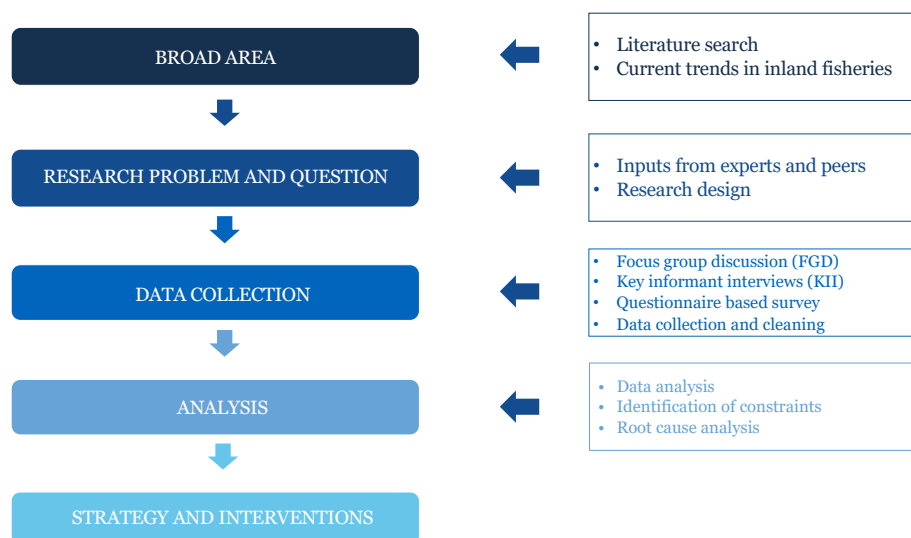 BROAD AREA
• Literature search
• Current trends in inland fisheries
RESEARCH PROBLEM AND QUESTION
• Inputs from experts and peers
• Research design
DATA COLLECTION
• Focus group discussion (FGD)
• Key informant interviews (KII)
• Questionnaire based survey
• Data collection and cleaning
ANALYSIS
• Data analysis
• Identification of constraints
• Root cause analysis
STRATEGY AND INTERVENTIONS